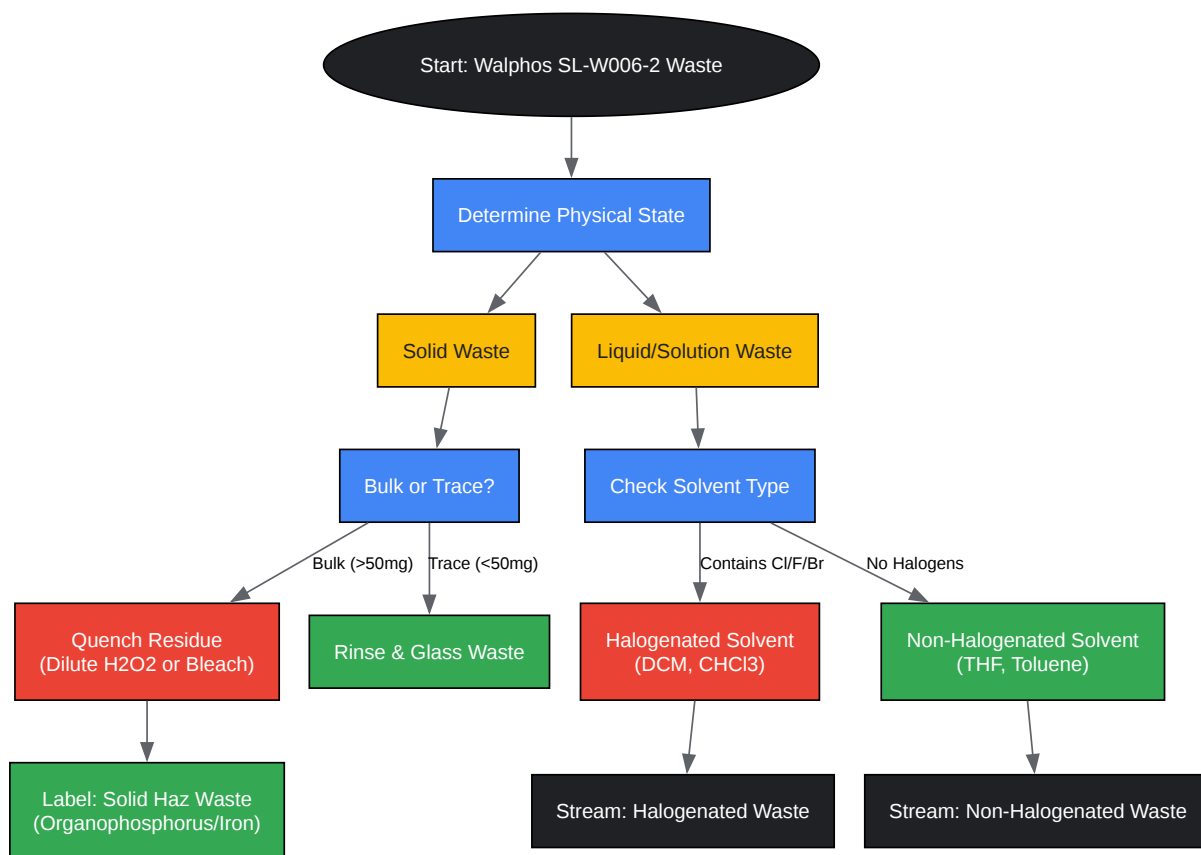 Start: Walphos SL-W006-2 Waste
Determine Physical State
Solid Waste
Liquid/Solution Waste
Bulk or Trace?
Check Solvent Type
Bulk (>50mg)
Trace (<50mg)
Contains Cl/F/Br
No Halogens
Quench Residue
(Dilute H2O2 or Bleach)
Rinse & Glass Waste
Halogenated Solvent
(DCM, CHCl3)
Non-Halogenated Solvent
(THF, Toluene)
Label: Solid Haz Waste
(Organophosphorus/Iron)
Stream: Halogenated Waste
Stream: Non-Halogenated Waste